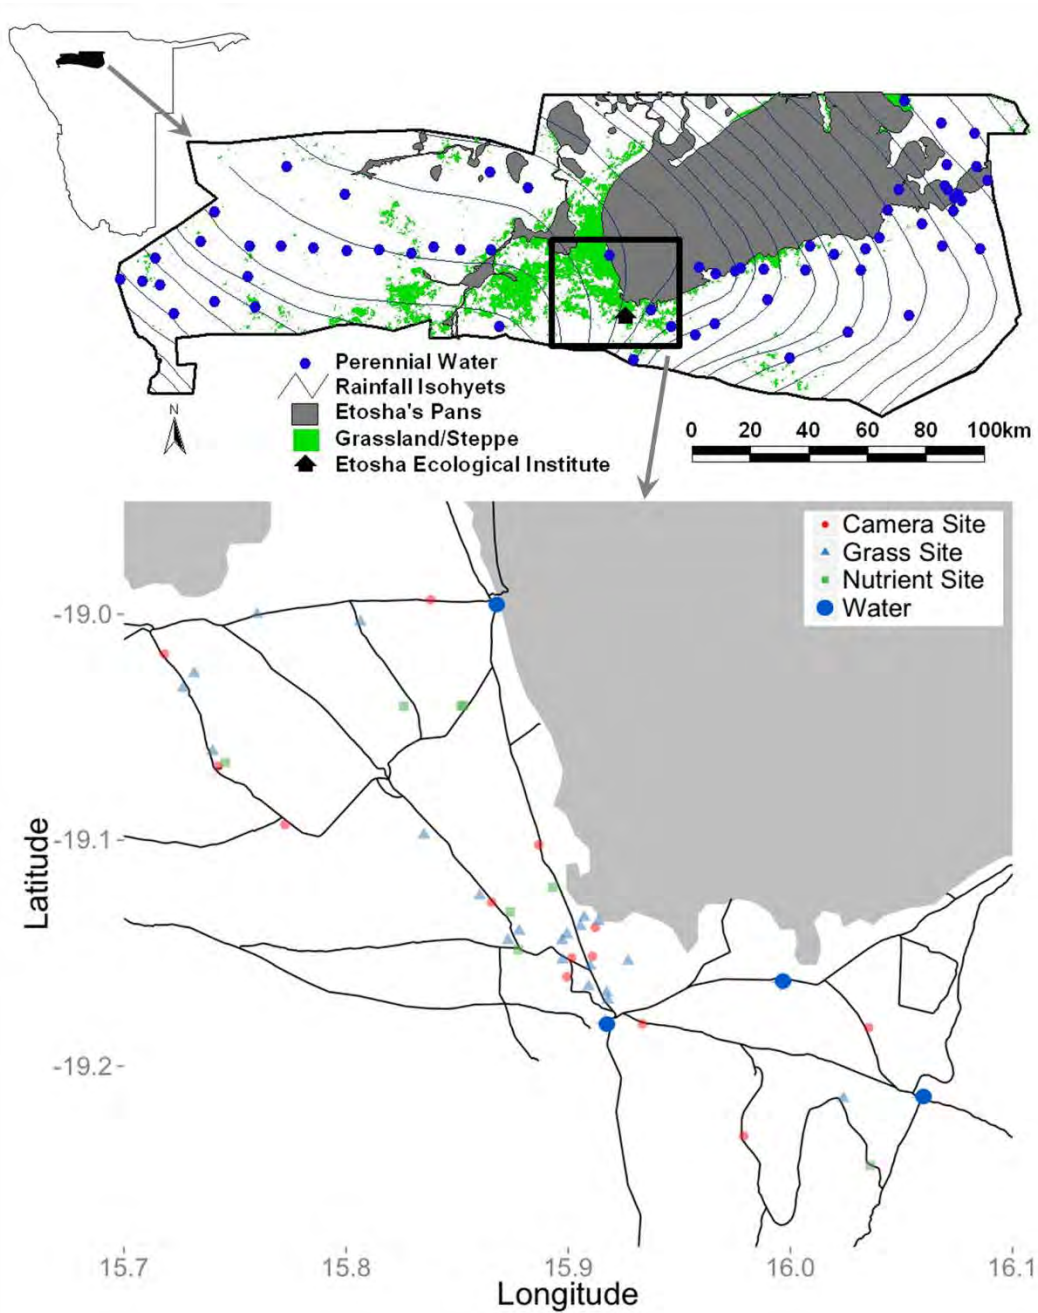 Perennial Water
Rainfall Isohyets
Etosha's Pans
Grassland/Steppe
Etosha Ecological Institute
N
0 20 40 60 80 100km
Camera Site
Grass Site
Nutrient Site
Water
-19.0
-19.1
-19.2
Latitude
15.7 15.8 15.9 16.0 16.1
Longitude